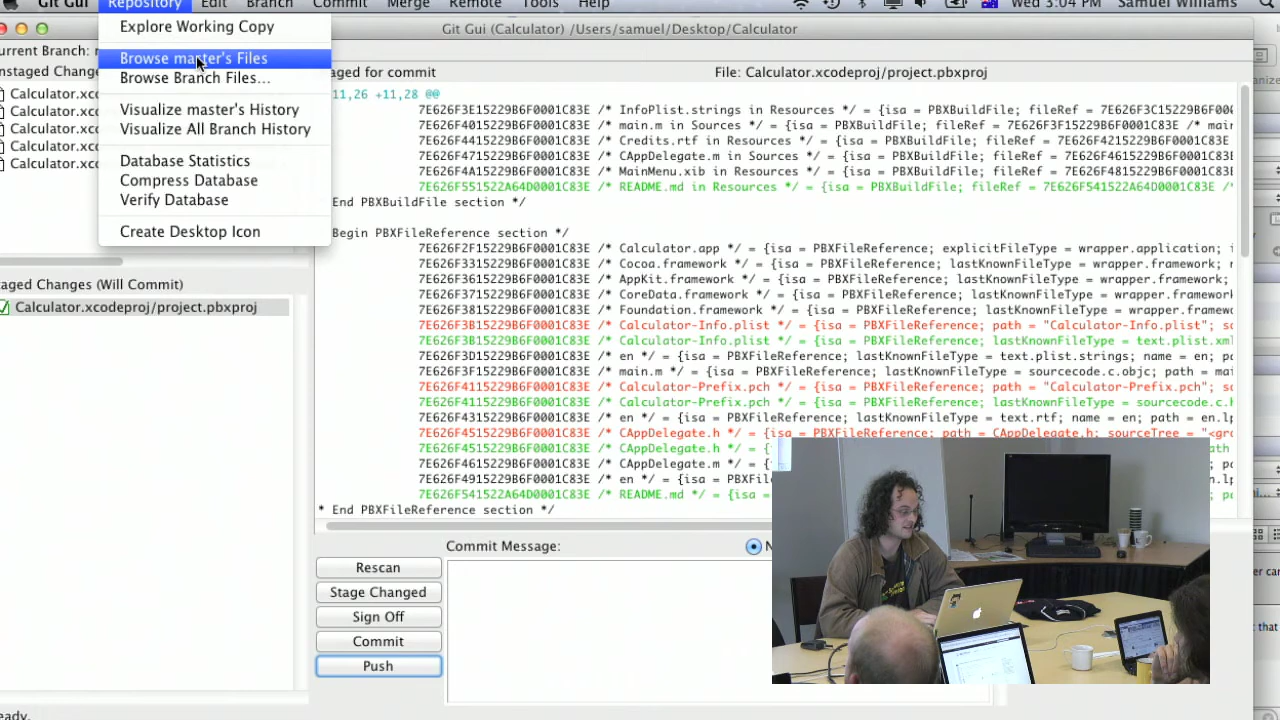 Git Gui Repository Edit Branch Commit Merge Remote Tools Help Wed 3:04 PM Samuel Williams
Git Gui (Calculator) /Users/samuel/Desktop/Calculator
Explore Working Copy
Browse master's Files
Browse Branch Files...
Visualize master's History
Visualize All Branch History
Database Statistics
Compress Database
Verify Database
Create Desktop Icon
urrent Branch:
nstaged Change
Calculator.xco
Calculator.xco
Calculator.xco
Calculator.xco
Calculator.xco
aged Changes (Will Commit)
Calculator.xcodeproj/project.pbxproj
aged for commit File: Calculator.xcodeproj/project.pbxproj
11,26 +11,28 @@
7E626F3E15229B6F0001C83E /* InfoPlist.strings in Resources */ = {isa = PBXBuildFile; fileRef = 7E626F3C15229B6F00
7E626F4015229B6F0001C83E /* main.m in Sources */ = {isa = PBXBuildFile; fileRef = 7E626F3F15229B6F0001C83E /* main
7E626F4415229B6F0001C83E /* Credits.rtf in Resources */ = {isa = PBXBuildFile; fileRef = 7E626F4215229B6F0001C83E
7E626F4715229B6F0001C83E /* CAppDelegate.m in Sources */ = {isa = PBXBuildFile; fileRef = 7E626F4615229B6F0001C83E
7E626F4A15229B6F0001C83E /* MainMenu.xib in Resources */ = {isa = PBXBuildFile; fileRef = 7E626F4815229B6F0001C83E
7E626F551522A64D0001C83E /* README.md in Resources */ = {isa = PBXBuildFile; fileRef = 7E626F541522A64D0001C83E /*
End PBXBuildFile section */
Begin PBXFileReference section */
7E626F2F15229B6F0001C83E /* Calculator.app */ = {isa = PBXFileReference; explicitFileType = wrapper.application; i
7E626F3315229B6F0001C83E /* Cocoa.framework */ = {isa = PBXFileReference; lastKnownFileType = wrapper.framework; n
7E626F3615229B6F0001C83E /* AppKit.framework */ = {isa = PBXFileReference; lastKnownFileType = wrapper.framework;
7E626F3715229B6F0001C83E /* CoreData.framework */ = {isa = PBXFileReference; lastKnownFileType = wrapper.framework
7E626F3815229B6F0001C83E /* Foundation.framework */ = {isa = PBXFileReference; lastKnownFileType = wrapper.framewo
7E626F3B15229B6F0001C83E /* Calculator-Info.plist */ = {isa = PBXFileReference; path = "Calculator-Info.plist"; so
7E626F3B15229B6F0001C83E /* Calculator-Info.plist */ = {isa = PBXFileReference; lastKnownFileType = text.plist.xml
7E626F3D15229B6F0001C83E /* en */ = {isa = PBXFileReference; lastKnownFileType = text.plist.strings; name = en; pa
7E626F3F15229B6F0001C83E /* main.m */ = {isa = PBXFileReference; lastKnownFileType = sourcecode.c.objc; path = mai
7E626F4115229B6F0001C83E /* Calculator-Prefix.pch */ = {isa = PBXFileReference; path = "Calculator-Prefix.pch"; so
7E626F4115229B6F0001C83E /* Calculator-Prefix.pch */ = {isa = PBXFileReference; lastKnownFileType = sourcecode.c.h
7E626F4315229B6F0001C83E /* en */ = {isa = PBXFileReference; lastKnownFileType = text.rtf; name = en; path = en.lp
7E626F4515229B6F0001C83E /* CAppDelegate.h */ = {isa = PBXFileReference; path = CAppDelegate.h; sourceTree = "<gro
7E626F4515229B6F0001C83E /* CAppDelegate.h */ = {i path
7E626F4615229B6F0001C83E /* CAppDelegate.m */ = {i
7E626F4915229B6F0001C83E /* en */ = {isa = PBXFile n.lp
7E626F541522A64D0001C83E /* README.md */ = {isa =
* End PBXFileReference section */
Commit Message:
Rescan
Stage Changed
Sign Off
Commit
Push
eady.